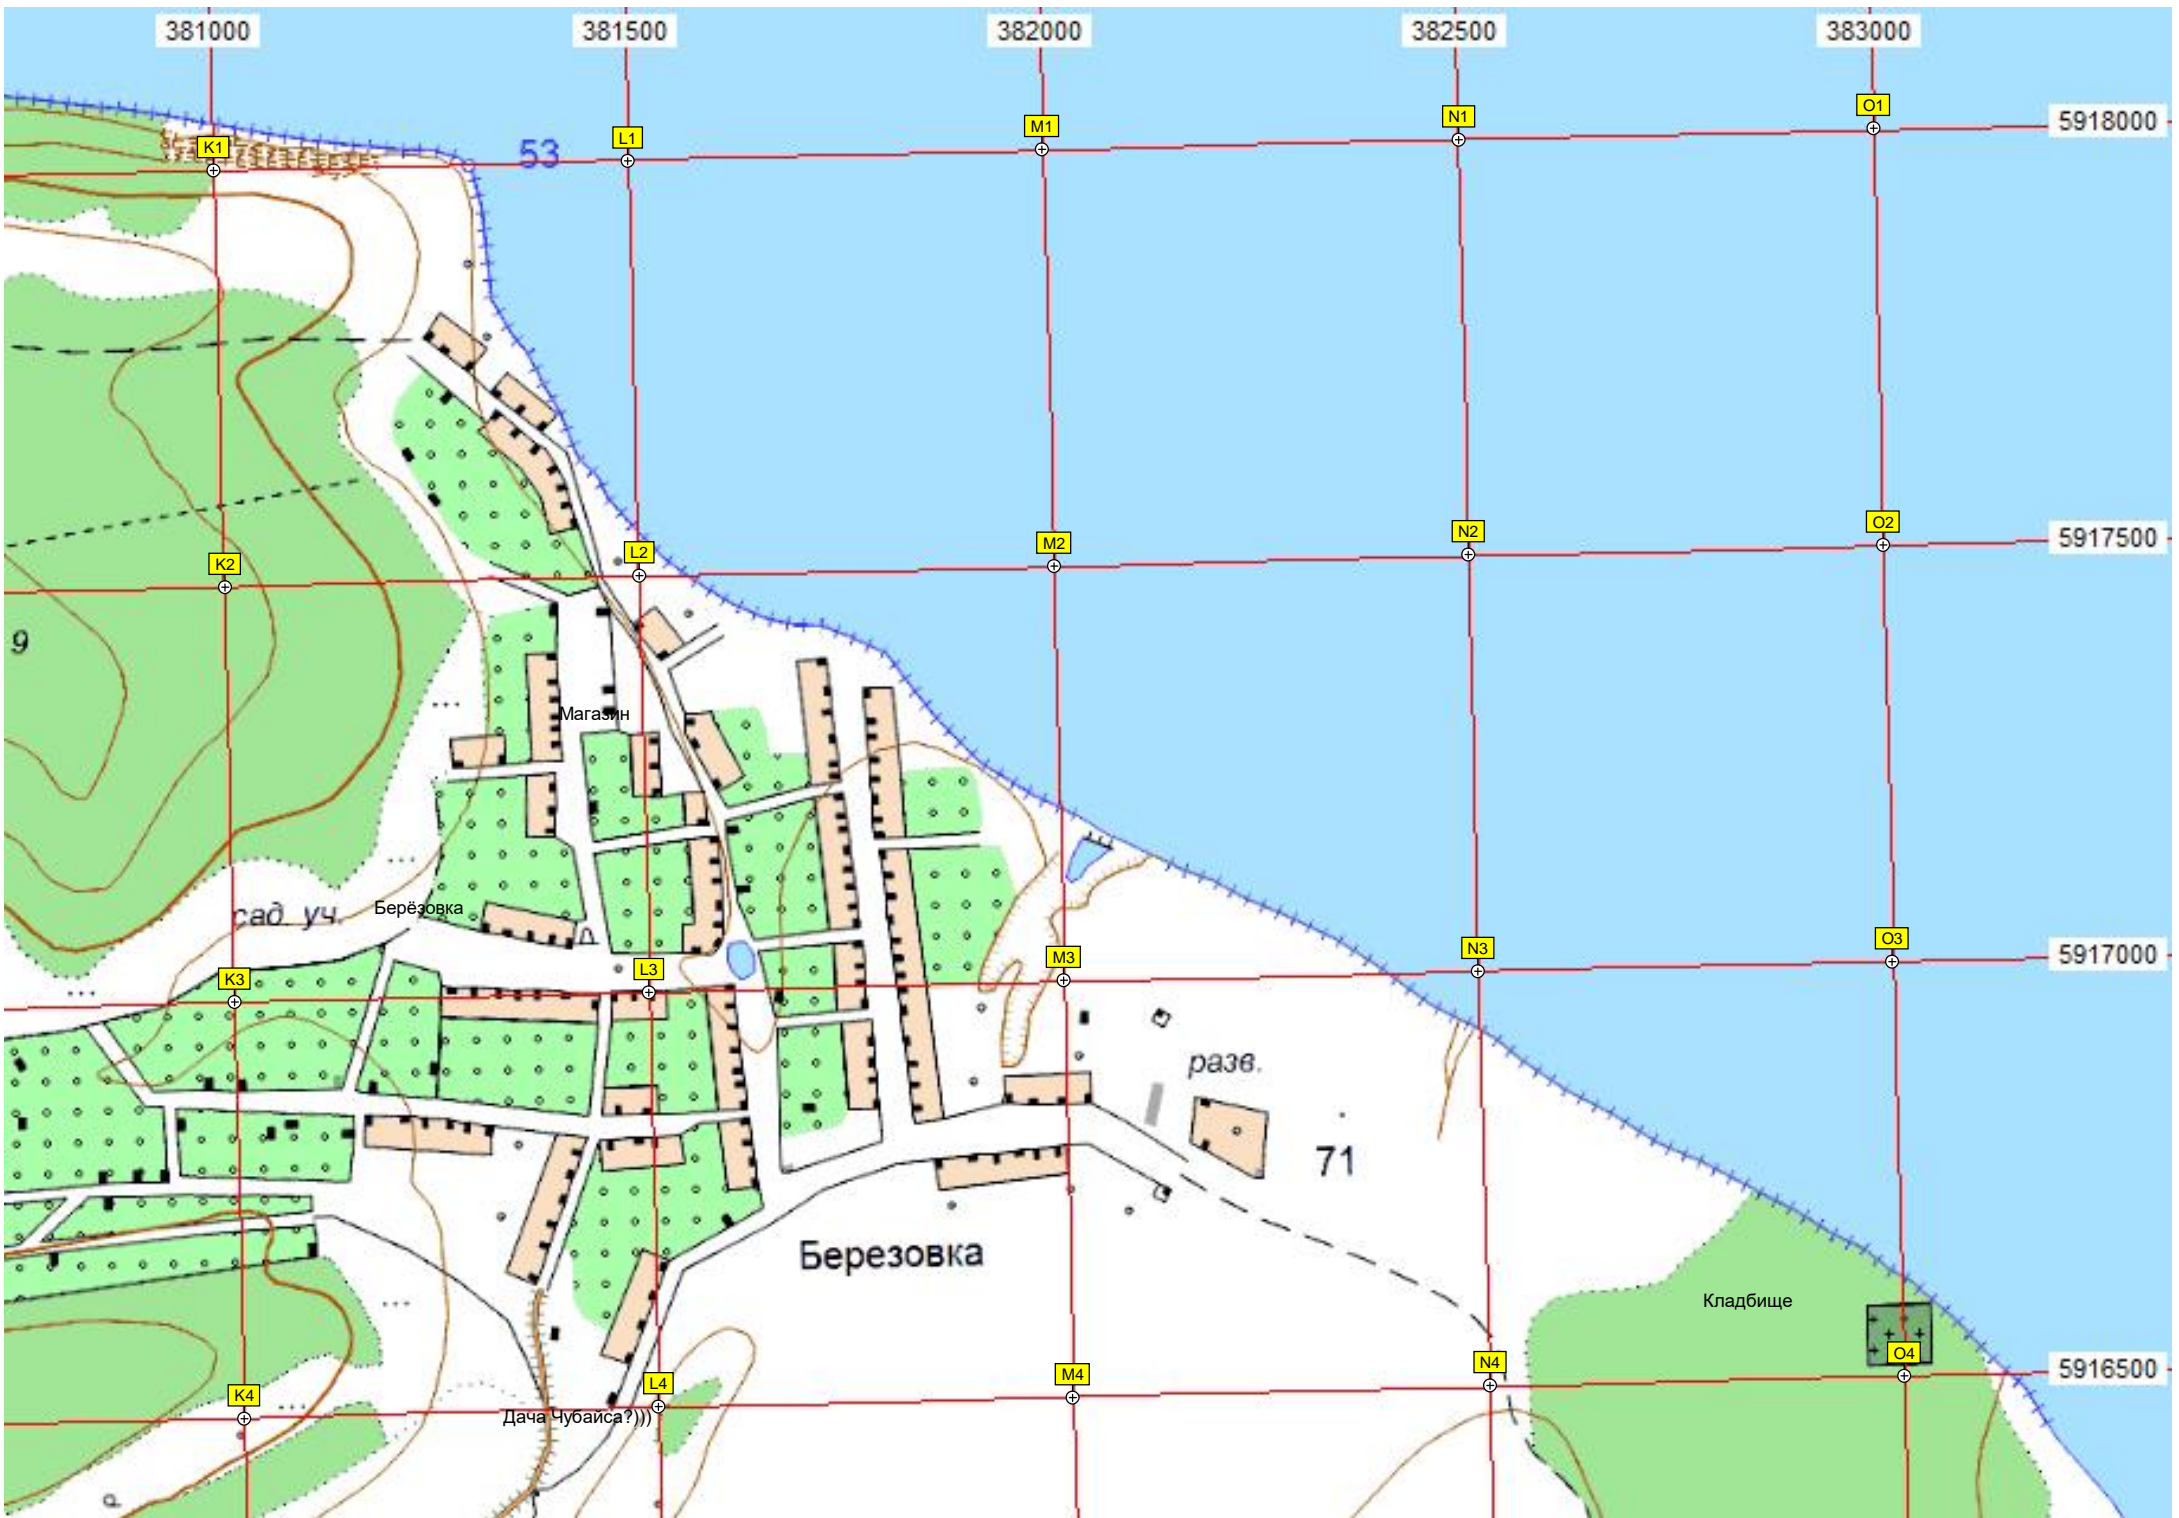 381000 381500 382000 382500 383000
O1
5918000
N1
M1
L1
K1
53
O2
5917500
N2
M2
L2
K2
9
Магазин
сад. уч.
Берёзовка
O3
5917000
N3
M3
L3
K3
разв.
71
Березовка
Кладбище
O4
5916500
N4
M4
L4
K4
Дача Чубайса?)))
р